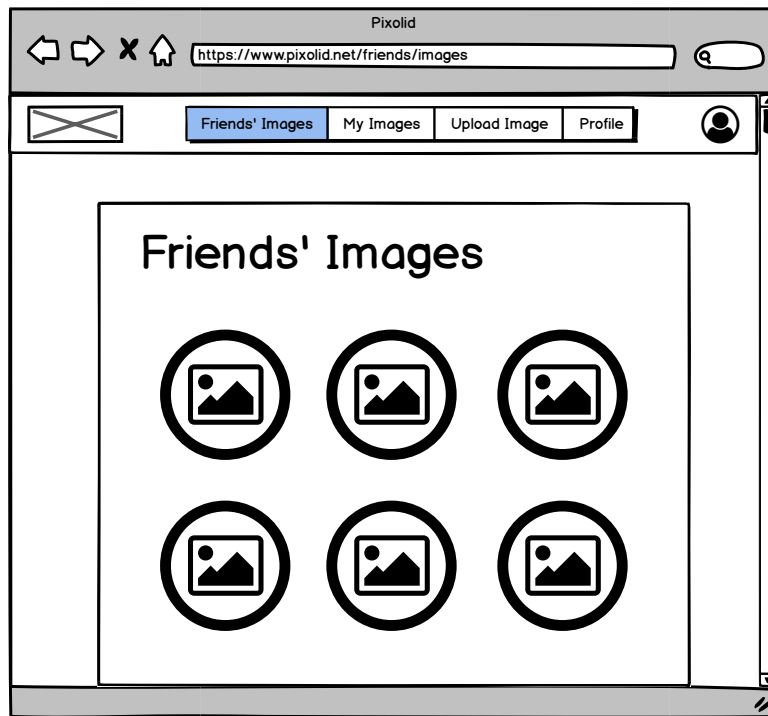 Pixolid
https://www.pixolid.net/friends/images
Friends' Images My Images Upload Image Profile
Friends' Images